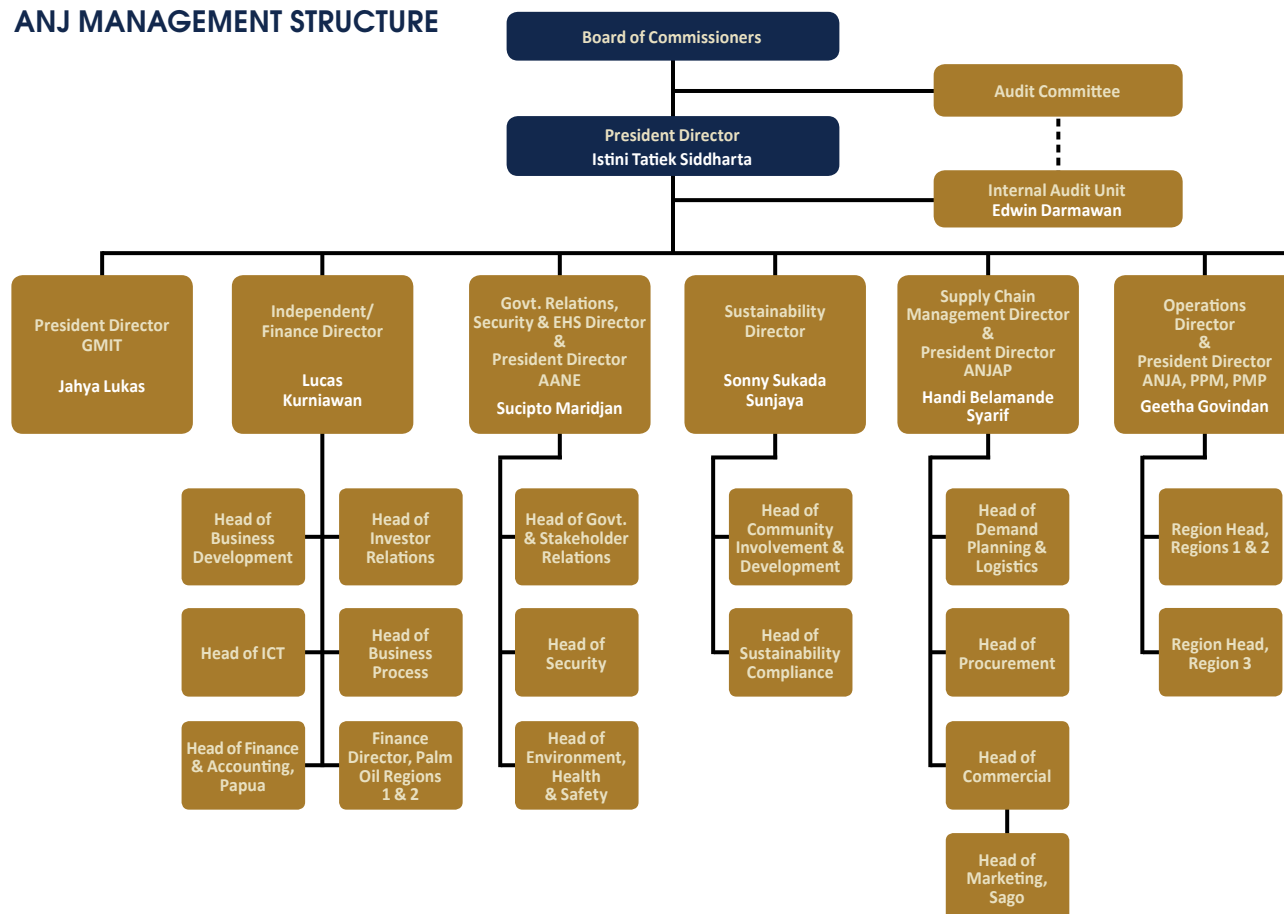 ANJ MANAGEMENT STRUCTURE
Board of Commissioners
Audit Committee
President Director
Istini Tatiek Siddharta
Internal Audit Unit
Edwin Darmawan
President Director
GMIT
Jahya Lukas
Independent/
Finance Director
Lucas
Kurniawan
Govt. Relations,
Security & EHS Director
&
President Director
AANE
Sucipto Maridjan
Sustainability
Director
Sonny Sukada
Sunjaya
Supply Chain
Management Director
&
President Director
ANJAP
Handi Belamande
Syarif
Operations
Director
&
President Director
ANJA, PPM, PMP
Geetha Govindan
Head of
Business
Development
Head of
Investor
Relations
Head of Govt.
& Stakeholder
Relations
Head of
Community
Involvement &
Development
Head of
Demand
Planning &
Logistics
Region Head,
Regions 1 & 2
Head of ICT
Head of
Business
Process
Head of
Security
Head of
Sustainability
Compliance
Head of
Procurement
Region Head,
Region 3
Head of Finance
& Accounting,
Papua
Finance
Director, Palm
Oil Regions
1 & 2
Head of
Environment,
Health
& Safety
Head of
Commercial
Head of
Marketing,
Sago